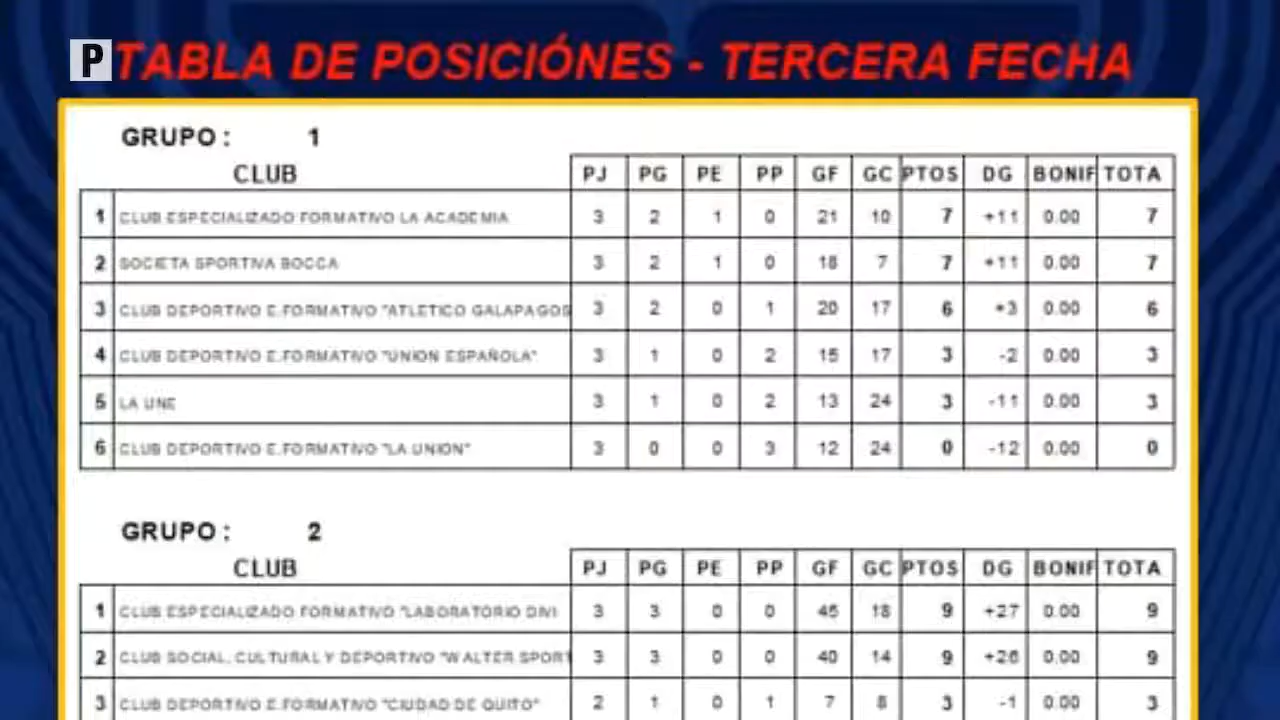 P TABLA DE POSICIÓNES - TERCERA FECHA
GRUPO : 1
CLUB PJ PG PE PP GF GC PTOS DG BONIF TOTA
1 CLUB ESPECIALIZADO FORMATIVO LA ACADEMIA 3 2 1 0 21 10 7 +11 0.00 7
2 SOCIETA SPORTIVA BOCCA 3 2 1 0 18 7 7 +11 0.00 7
3 CLUB DEPORTIVO E.FORMATIVO "ATLETICO GALAPAGOS 3 2 0 1 20 17 6 +3 0.00 6
4 CLUB DEPORTIVO E.FORMATIVO "UNION ESPAÑOLA" 3 1 0 2 15 17 3 -2 0.00 3
5 LA UNE 3 1 0 2 13 24 3 -11 0.00 3
6 CLUB DEPORTIVO E.FORMATIVO "LA UNION" 3 0 0 3 12 24 0 -12 0.00 0
GRUPO : 2
CLUB PJ PG PE PP GF GC PTOS DG BONIF TOTA
1 CLUB ESPECIALIZADO FORMATIVO "LABORATORIO DIVI 3 3 0 0 45 18 9 +27 0.00 9
2 CLUB SOCIAL, CULTURAL Y DEPORTIVO "WALTER SPORT 3 3 0 0 40 14 9 +26 0.00 9
3 CLUB DEPORTIVO E.FORMATIVO "CIUDAD DE QUITO" 2 1 0 1 7 8 3 -1 0.00 3